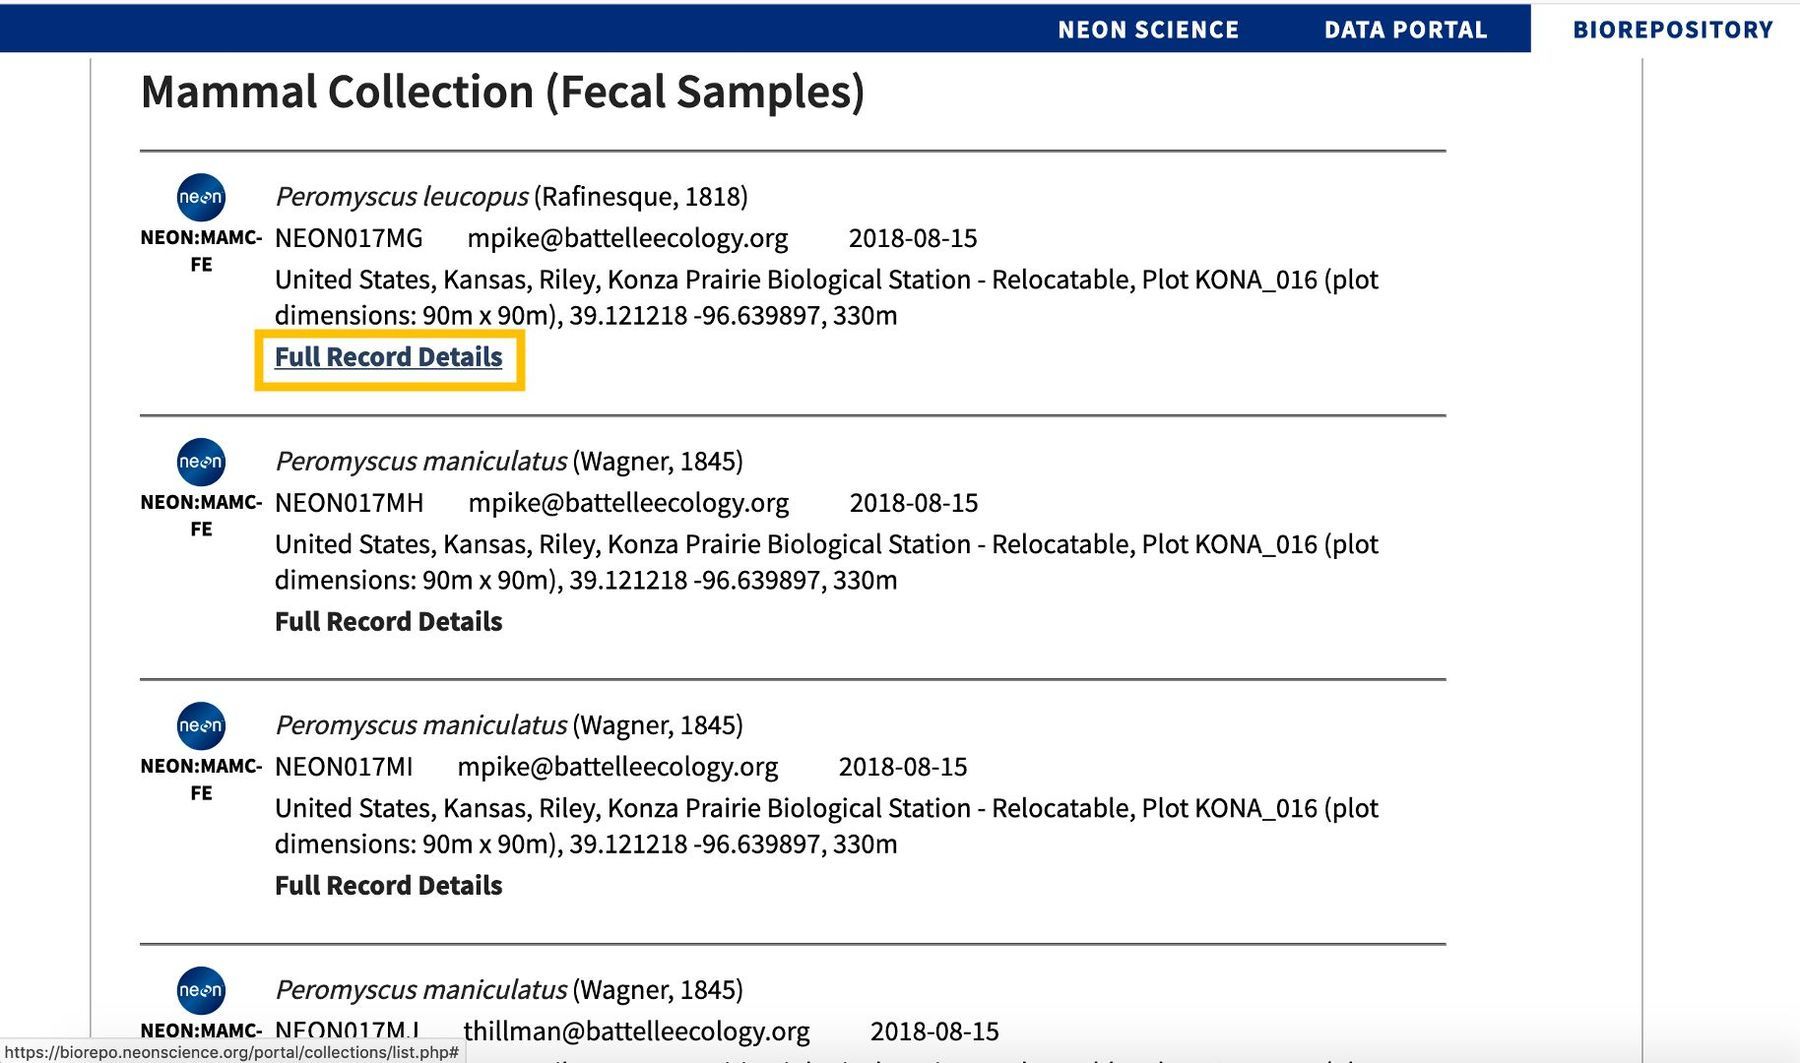 NEON SCIENCE DATA PORTAL BIOREPOSITORY
Mammal Collection (Fecal Samples)
neon
Peromyscus leucopus (Rafinesque, 1818)
NEON:MAMC-FE
NEON017MG mpike@battelleecology.org 2018-08-15
United States, Kansas, Riley, Konza Prairie Biological Station - Relocatable, Plot KONA_016 (plot
dimensions: 90m x 90m), 39.121218 -96.639897, 330m
Full Record Details
neon
Peromyscus maniculatus (Wagner, 1845)
NEON:MAMC-FE
NEON017MH mpike@battelleecology.org 2018-08-15
United States, Kansas, Riley, Konza Prairie Biological Station - Relocatable, Plot KONA_016 (plot
dimensions: 90m x 90m), 39.121218 -96.639897, 330m
Full Record Details
neon
Peromyscus maniculatus (Wagner, 1845)
NEON:MAMC-FE
NEON017MI mpike@battelleecology.org 2018-08-15
United States, Kansas, Riley, Konza Prairie Biological Station - Relocatable, Plot KONA_016 (plot
dimensions: 90m x 90m), 39.121218 -96.639897, 330m
Full Record Details
neon
Peromyscus maniculatus (Wagner, 1845)
NEON:MAMC- NEON017MJ thillman@battelleecology.org 2018-08-15
https://biorepo.neonscience.org/portal/collections/list.php#